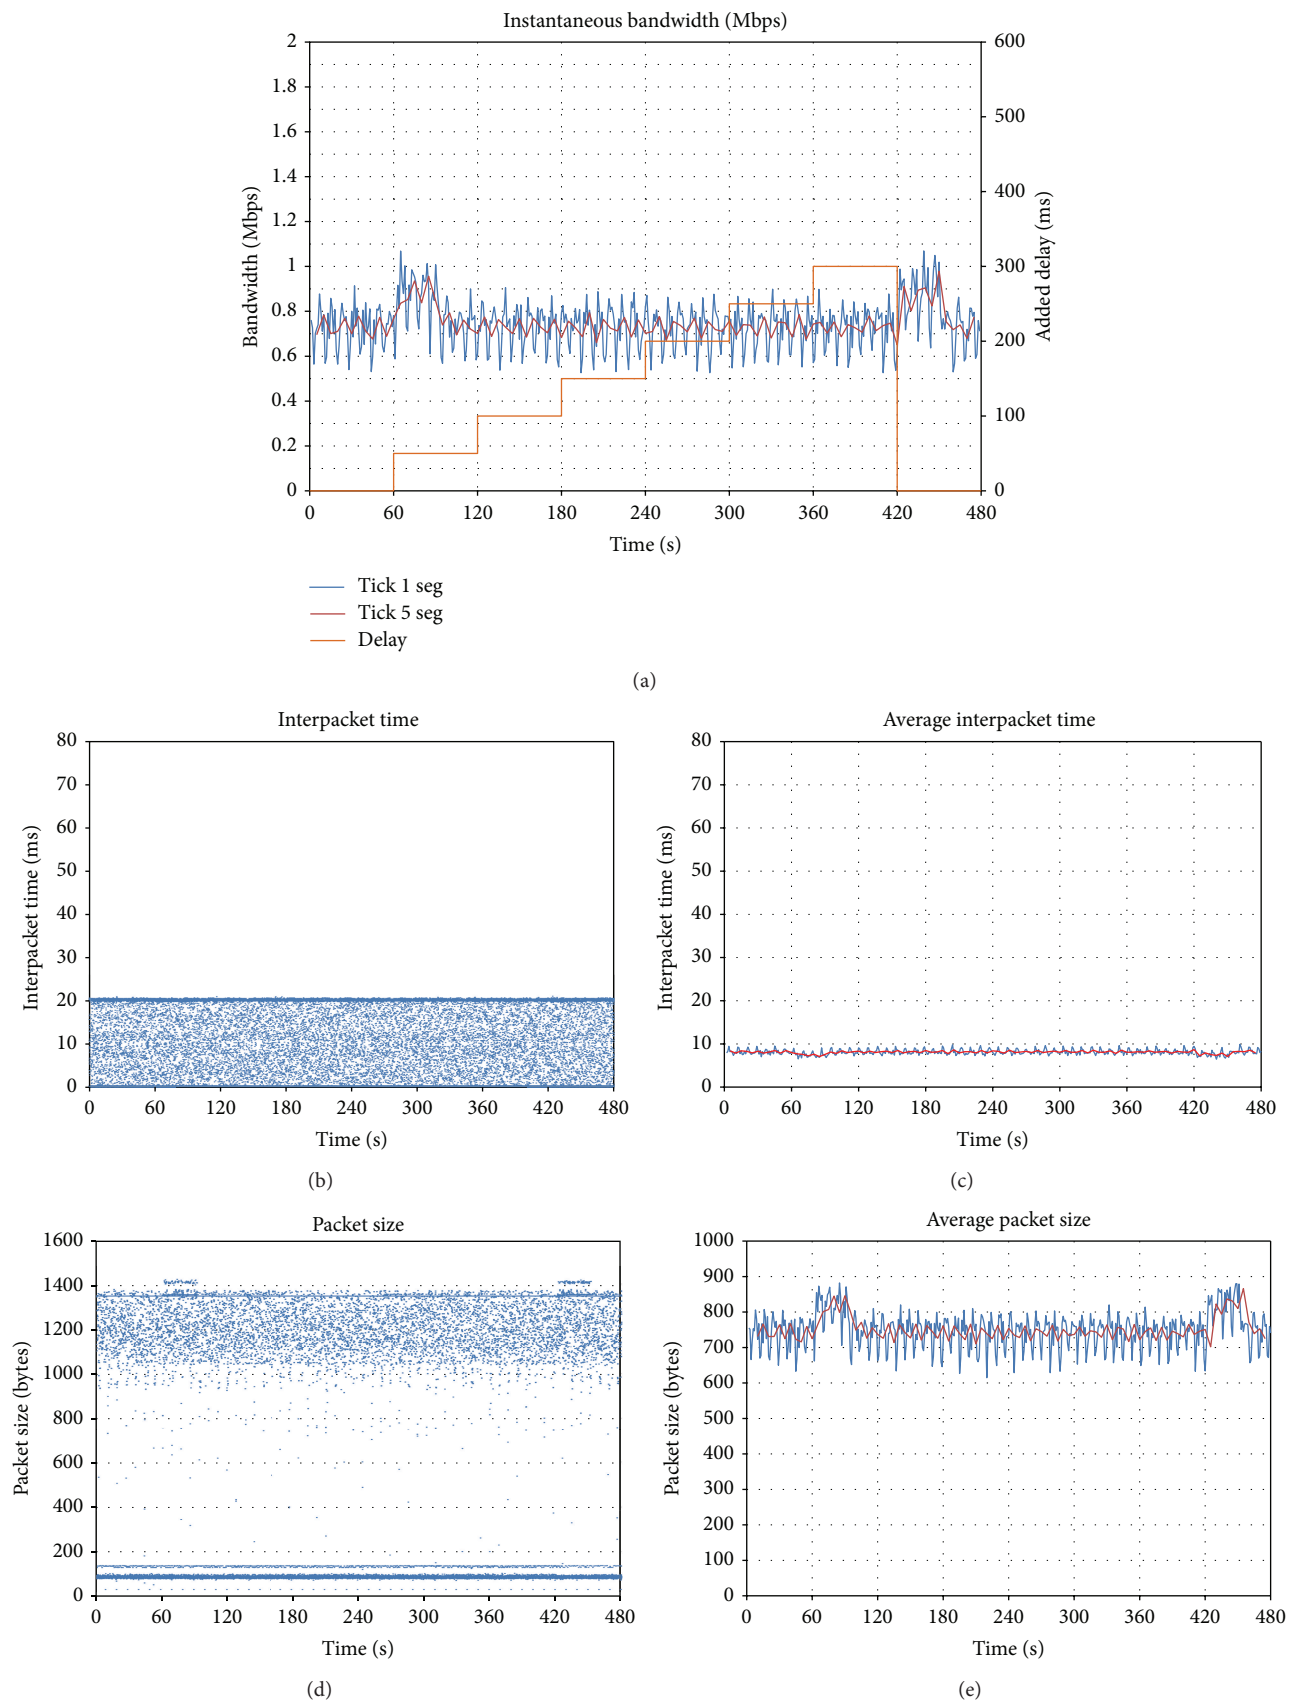 Instantaneous bandwidth (Mbps)
2
1.8
1.6
1.4
1.2
1
0.8
0.6
0.4
0.2
0
Bandwidth (Mbps)
600
500
400
300
200
100
0
Added delay (ms)
0 60 120 180 240 300 360 420 480
Time (s)
Tick 1 seg
Tick 5 seg
Delay
(a)
Interpacket time
80
70
60
50
40
30
20
10
0
Interpacket time (ms)
0 60 120 180 240 300 360 420 480
Time (s)
(b)
Average interpacket time
80
70
60
50
40
30
20
10
0
Interpacket time (ms)
0 60 120 180 240 300 360 420 480
Time (s)
(c)
Packet size
1600
1400
1200
1000
800
600
400
200
0
Packet size (bytes)
0 60 120 180 240 300 360 420 480
Time (s)
(d)
Average packet size
1000
900
800
700
600
500
400
300
200
100
0
Packet size (bytes)
0 60 120 180 240 300 360 420 480
Time (s)
(e)